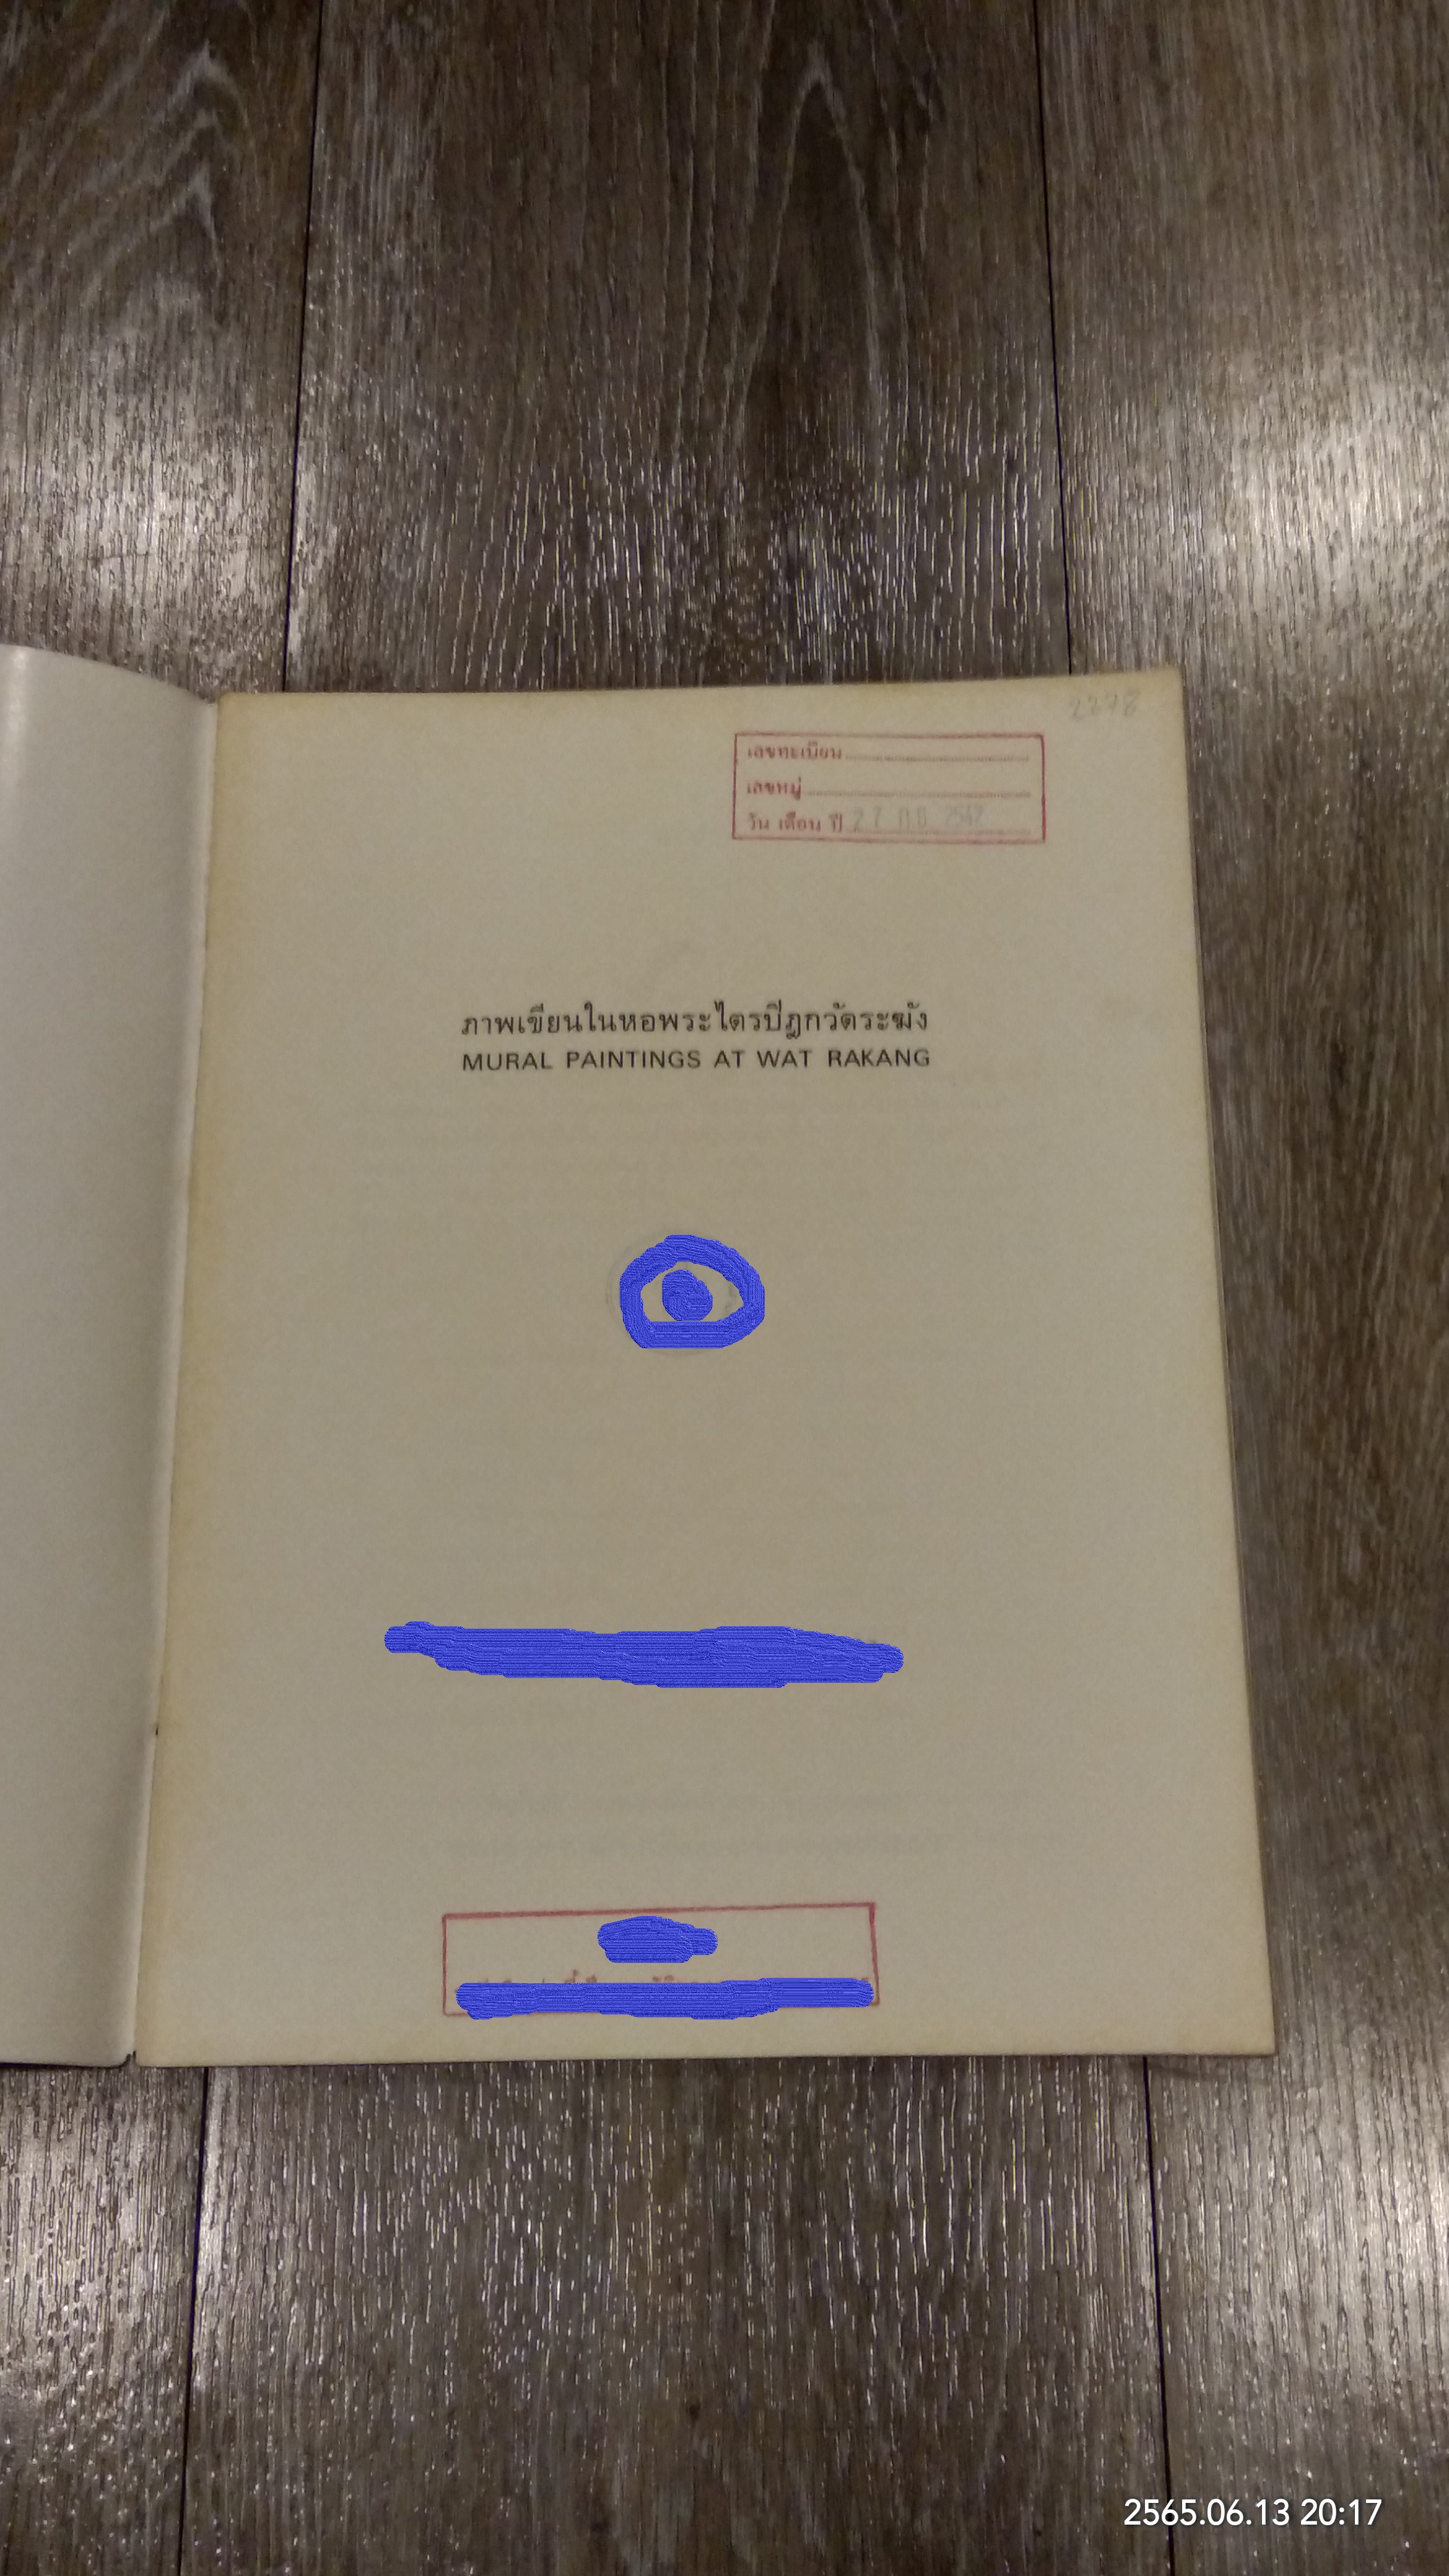 2278
เลขทะเบียน
เลขหมู่
วัน เดือน ปี 27 ก.ย. 2542
ภาพเขียนในหอพระไตรปิฎกวัดระฆัง
MURAL PAINTINGS AT WAT RAKANG
2565.06.13 20:17